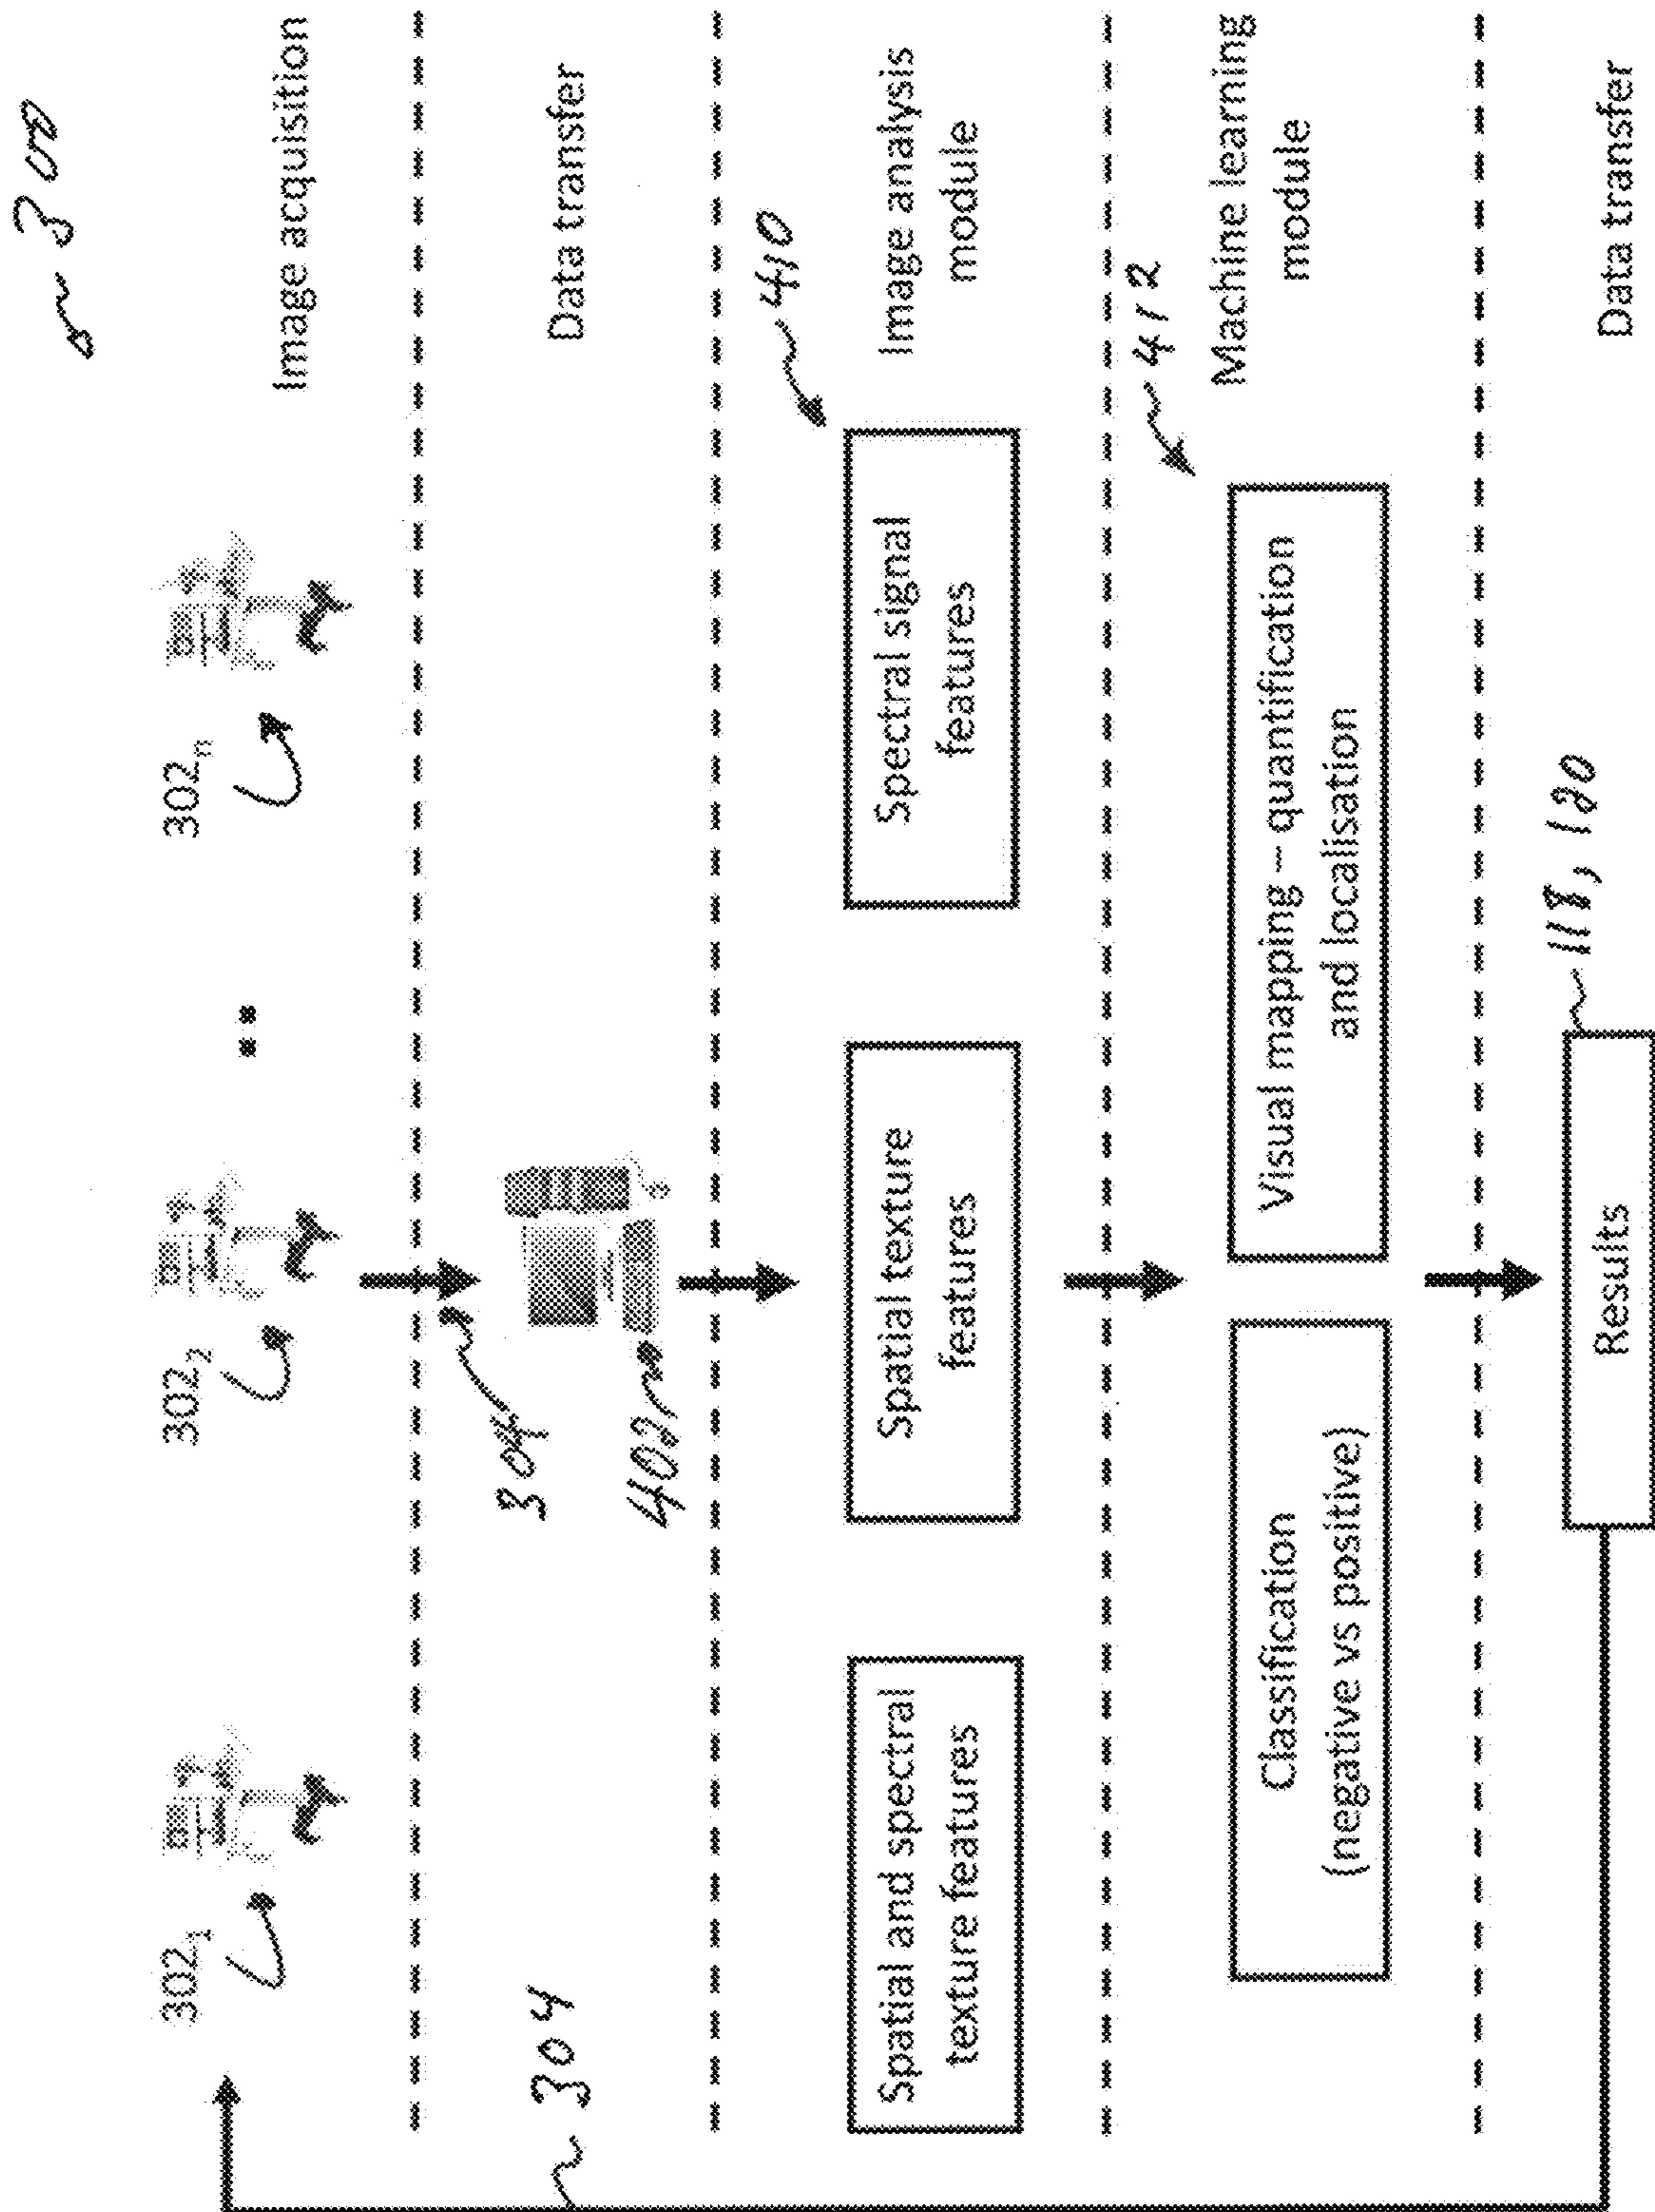 300
302₁
302₂
..
302ₙ
Image acquisition
304
304
402
Data transfer
410
Spatial and spectral
texture features
Spatial texture
features
Spectral signal
features
Image analysis
module
412
Classification
(negative vs positive)
Visual mapping – quantification
and localisation
Machine learning
module
118, 120
Results
Data transfer